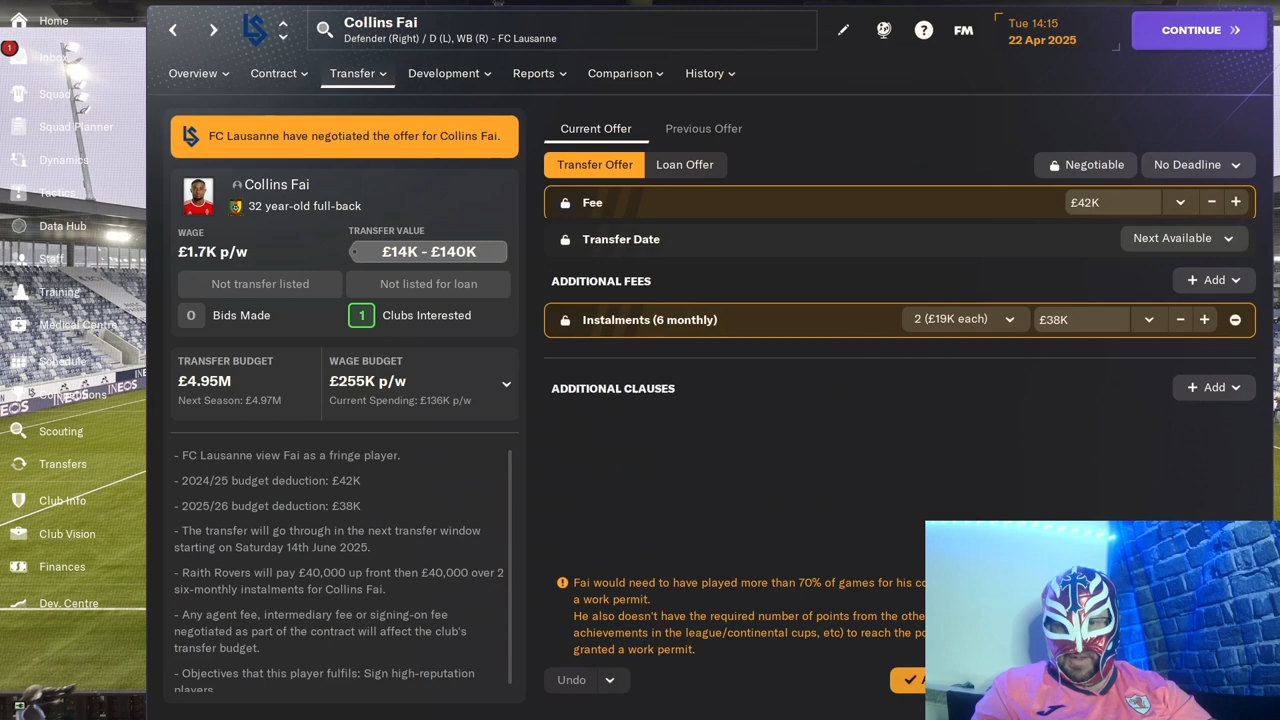 Home
Collins Fai
Defender (Right) / D (L), WB (R) - FC Lausanne
FM
Tue 14:15
22 Apr 2025
CONTINUE
1
Inbox
Squad
Squad Planner
Dynamics
Tactics
Data Hub
Staff
Training
Medical Centre
Schedule
Competitions
Scouting
Transfers
Club Info
Club Vision
Finances
Dev. Centre
Overview
Contract
Transfer
Development
Reports
Comparison
History
FC Lausanne have negotiated the offer for Collins Fai.
Collins Fai
32 year-old full-back
WAGE
£1.7K p/w
TRANSFER VALUE
£14K - £140K
Not transfer listed
Not listed for loan
0 Bids Made
1 Clubs Interested
TRANSFER BUDGET
£4.95M
Next Season: £4.97M
WAGE BUDGET
£255K p/w
Current Spending: £136K p/w
- FC Lausanne view Fai as a fringe player.
- 2024/25 budget deduction: £42K
- 2025/26 budget deduction: £38K
- The transfer will go through in the next transfer window
starting on Saturday 14th June 2025.
- Raith Rovers will pay £40,000 up front then £40,000 over 2
six-monthly instalments for Collins Fai.
- Any agent fee, intermediary fee or signing-on fee
negotiated as part of the contract will affect the club's
transfer budget.
- Objectives that this player fulfils: Sign high-reputation
players
Current Offer
Previous Offer
Transfer Offer
Loan Offer
Negotiable
No Deadline
Fee
£42K
Transfer Date
Next Available
ADDITIONAL FEES
+ Add
Instalments (6 monthly)
2 (£19K each)
£38K
ADDITIONAL CLAUSES
+ Add
Fai would need to have played more than 70% of games for his co
a work permit.
He also doesn't have the required number of points from the othe
achievements in the league/continental cups, etc) to reach the po
granted a work permit.
Undo
INEOS